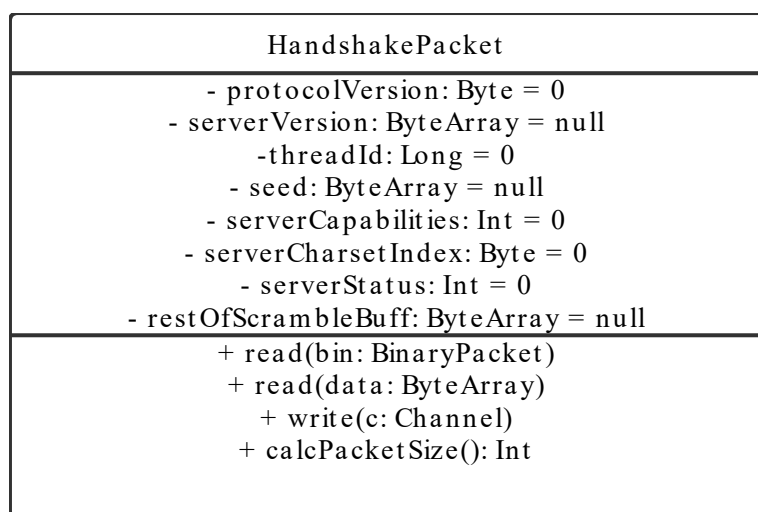 HandshakePacket
- protocolVersion: Byte = 0
- serverVersion: ByteArray = null
-threadId: Long = 0
- seed: ByteArray = null
- serverCapabilities: Int = 0
- serverCharsetIndex: Byte = 0
- serverStatus: Int = 0
- restOfScrambleBuff: ByteArray = null
+ read(bin: BinaryPacket)
+ read(data: ByteArray)
+ write(c: Channel)
+ calcPacketSize(): Int